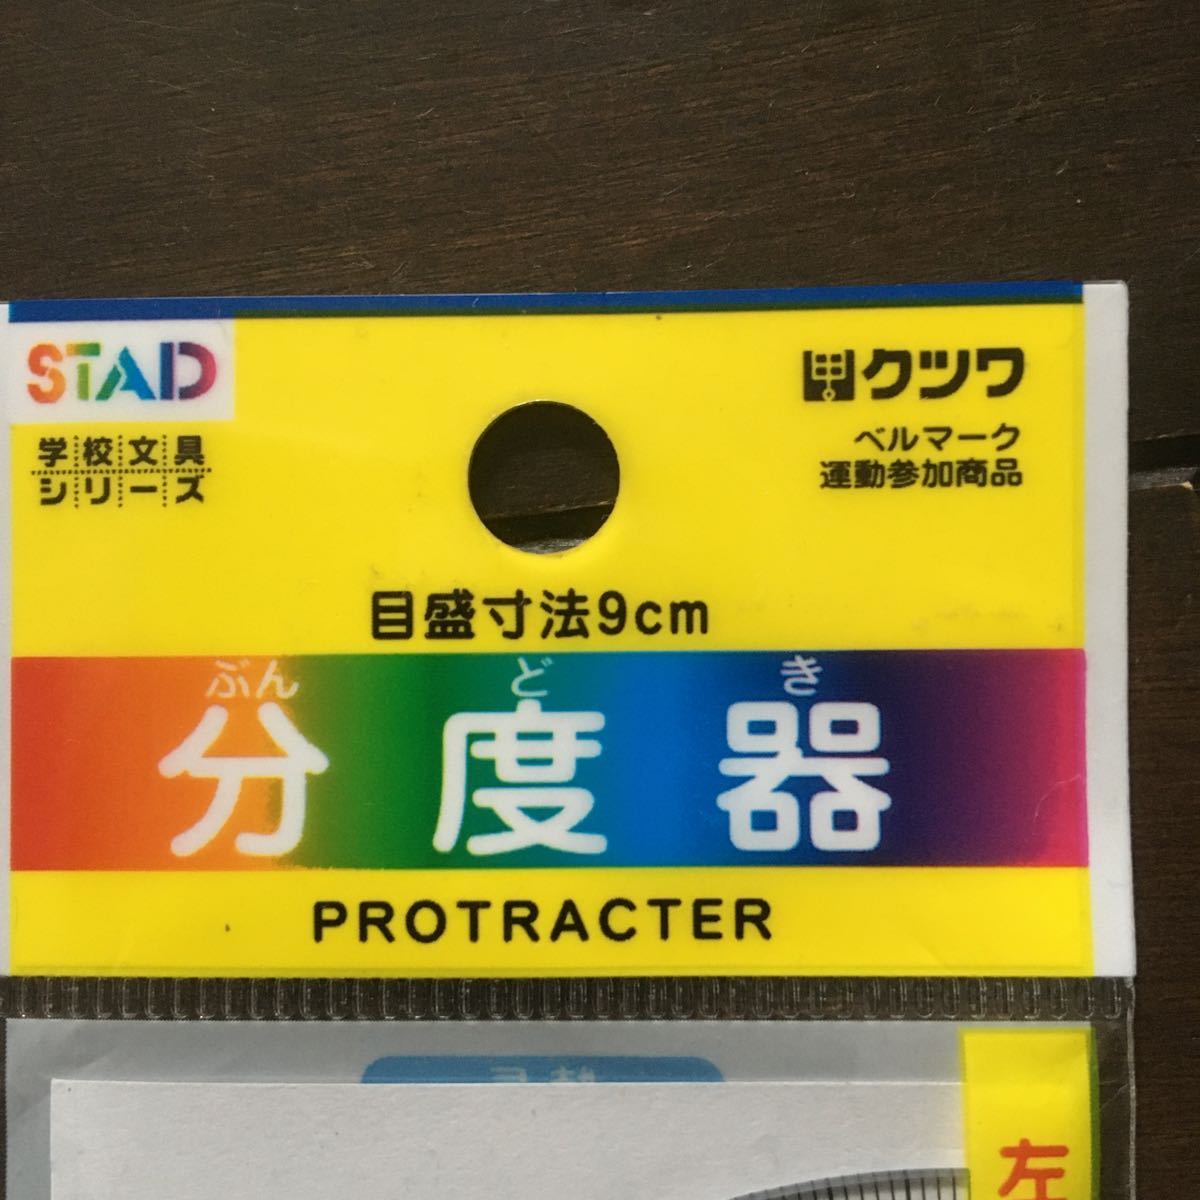 STAD
学校文具
シリーズ
クツワ
ベルマーク
運動参加商品
目盛寸法9cm
ぶん ど き
分度器
PROTRACTER
左